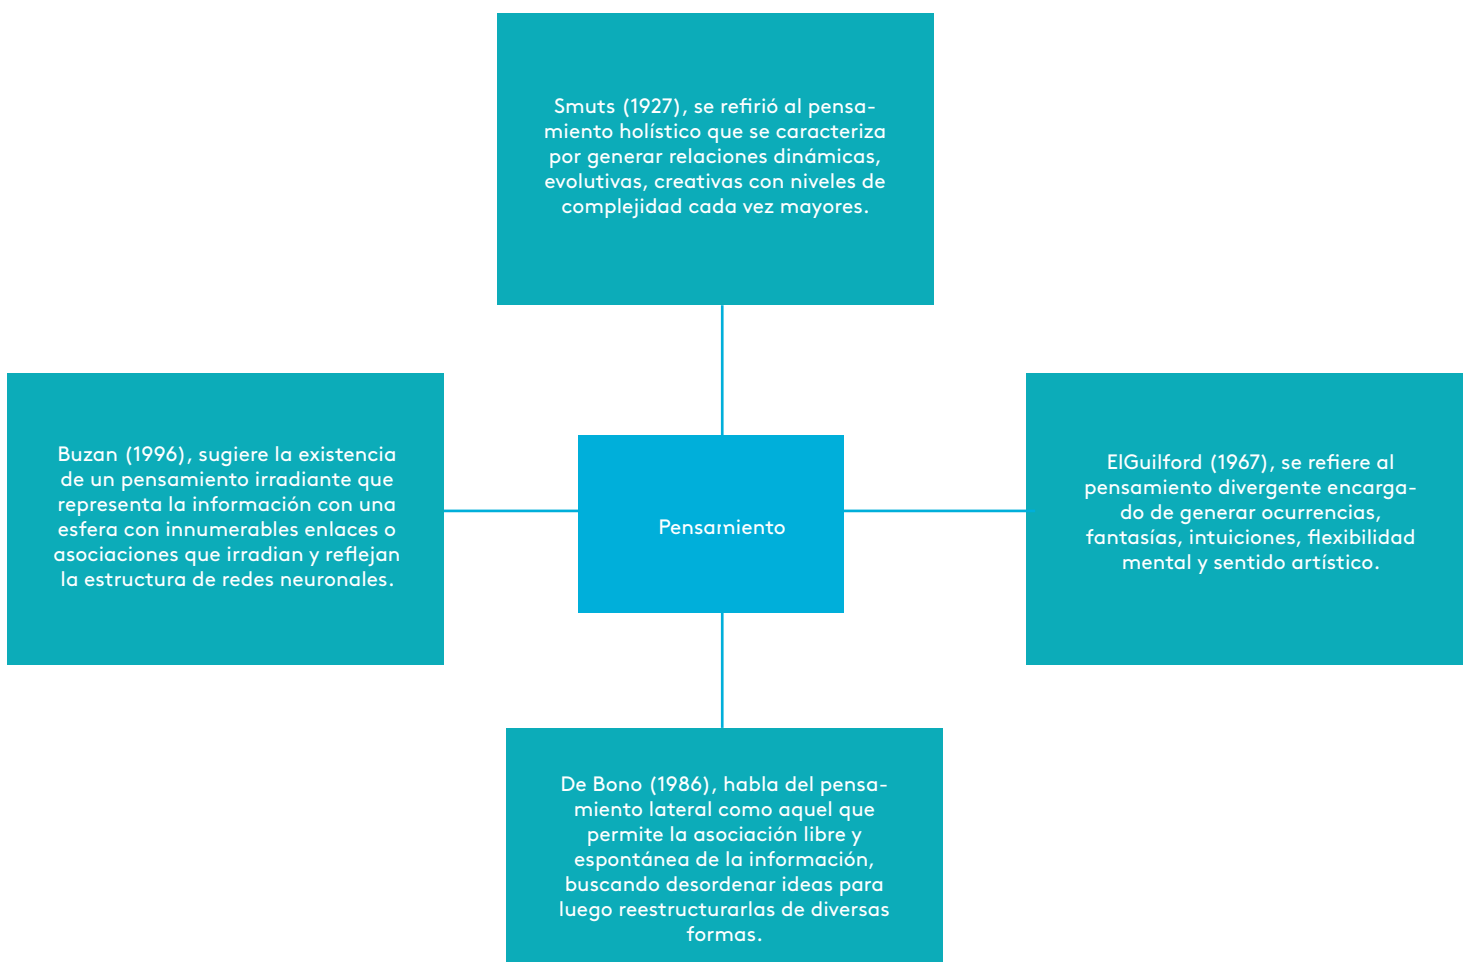 Smuts (1927), se refirió al pensa-
miento holístico que se caracteriza
por generar relaciones dinámicas,
evolutivas, creativas con niveles de
complejidad cada vez mayores.
Buzan (1996), sugiere la existencia
de un pensamiento irradiante que
representa la información con una
esfera con innumerables enlaces o
asociaciones que irradian y reflejan
la estructura de redes neuronales.
Pensamiento
ElGuilford (1967), se refiere al
pensamiento divergente encarga-
do de generar ocurrencias,
fantasías, intuiciones, flexibilidad
mental y sentido artístico.
De Bono (1986), habla del pensa-
miento lateral como aquel que
permite la asociación libre y
espontánea de la información,
buscando desordenar ideas para
luego reestructurarlas de diversas
formas.